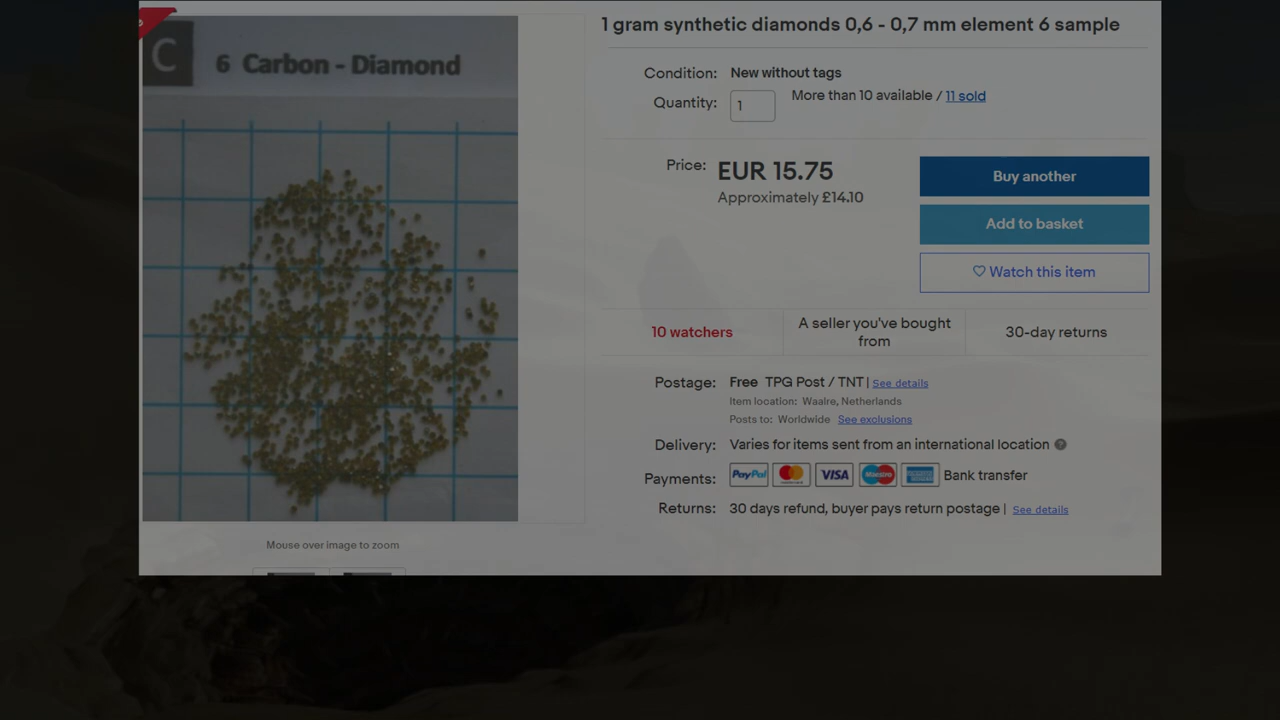 C
6 Carbon - Diamond
Mouse over image to zoom
1 gram synthetic diamonds 0,6 - 0,7 mm element 6 sample
Condition: New without tags
Quantity: 1 More than 10 available / 11 sold
Price: EUR 15.75
Approximately £14.10
Buy another
Add to basket
Watch this item
10 watchers
A seller you've bought
from
30-day returns
Postage: Free TPG Post / TNT | See details
Item location: Waalre, Netherlands
Posts to: Worldwide See exclusions
Delivery: Varies for items sent from an international location ?
Payments: PayPal VISA Maestro Bank transfer
Returns: 30 days refund, buyer pays return postage | See details